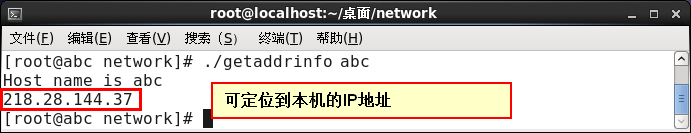 root@localhost:~/桌面/network
文件(F) 编辑(E) 查看(V) 搜索 (S) 终端(T) 帮助(H)
[root@abc network]# ./getaddrinfo abc
Host name is abc
218.28.144.37
可定位到本机的IP地址
[root@abc network]#